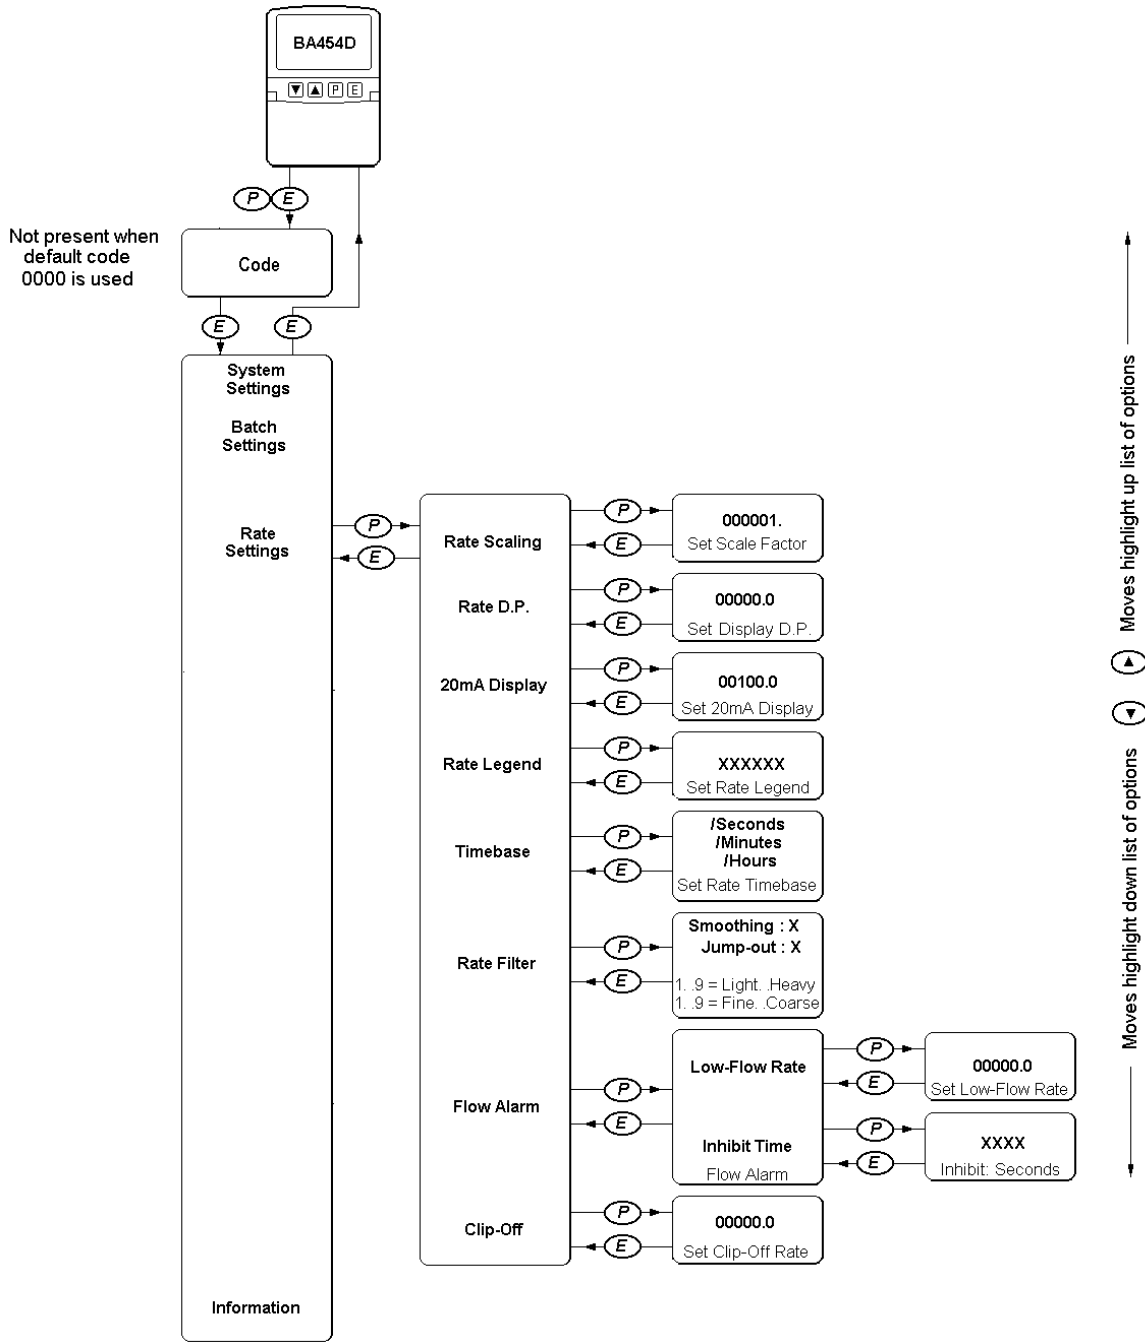 BA454D
▼ ▲ P E
P E
Not present when
default code
0000 is used
Code
E E
System
Settings
Batch
Settings
Rate
Settings
P
E
Information
Rate Scaling
P
E
000001.
Set Scale Factor
Rate D.P.
P
E
00000.0
Set Display D.P.
20mA Display
P
E
00100.0
Set 20mA Display
Rate Legend
P
E
XXXXXX
Set Rate Legend
Timebase
P
E
/Seconds
/Minutes
/Hours
Set Rate Timebase
Rate Filter
P
E
Smoothing : X
Jump-out : X
1. .9 = Light. .Heavy
1. .9 = Fine. .Coarse
Flow Alarm
P
E
Low-Flow Rate
P
E
00000.0
Set Low-Flow Rate
Inhibit Time
Flow Alarm
P
E
XXXX
Inhibit: Seconds
Clip-Off
P
E
00000.0
Set Clip-Off Rate
Moves highlight up list of options
Moves highlight down list of options